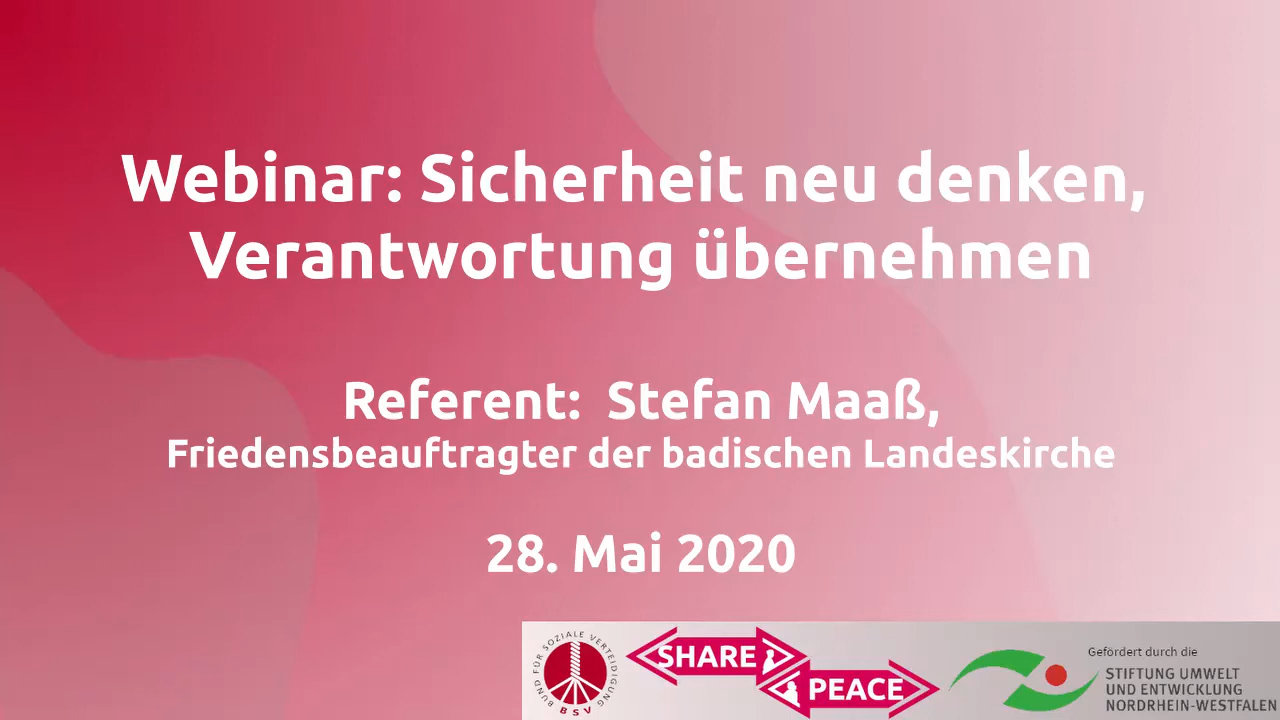 Webinar: Sicherheit neu denken,
Verantwortung übernehmen
Referent: Stefan Maaß,
Friedensbeauftragter der badischen Landeskirche
28. Mai 2020
BUND FÜR SOZIALE VERTEIDIGUNG
BSV
SHARE
PEACE
Gefördert durch die
STIFTUNG UMWELT
UND ENTWICKLUNG
NORDRHEIN-WESTFALEN